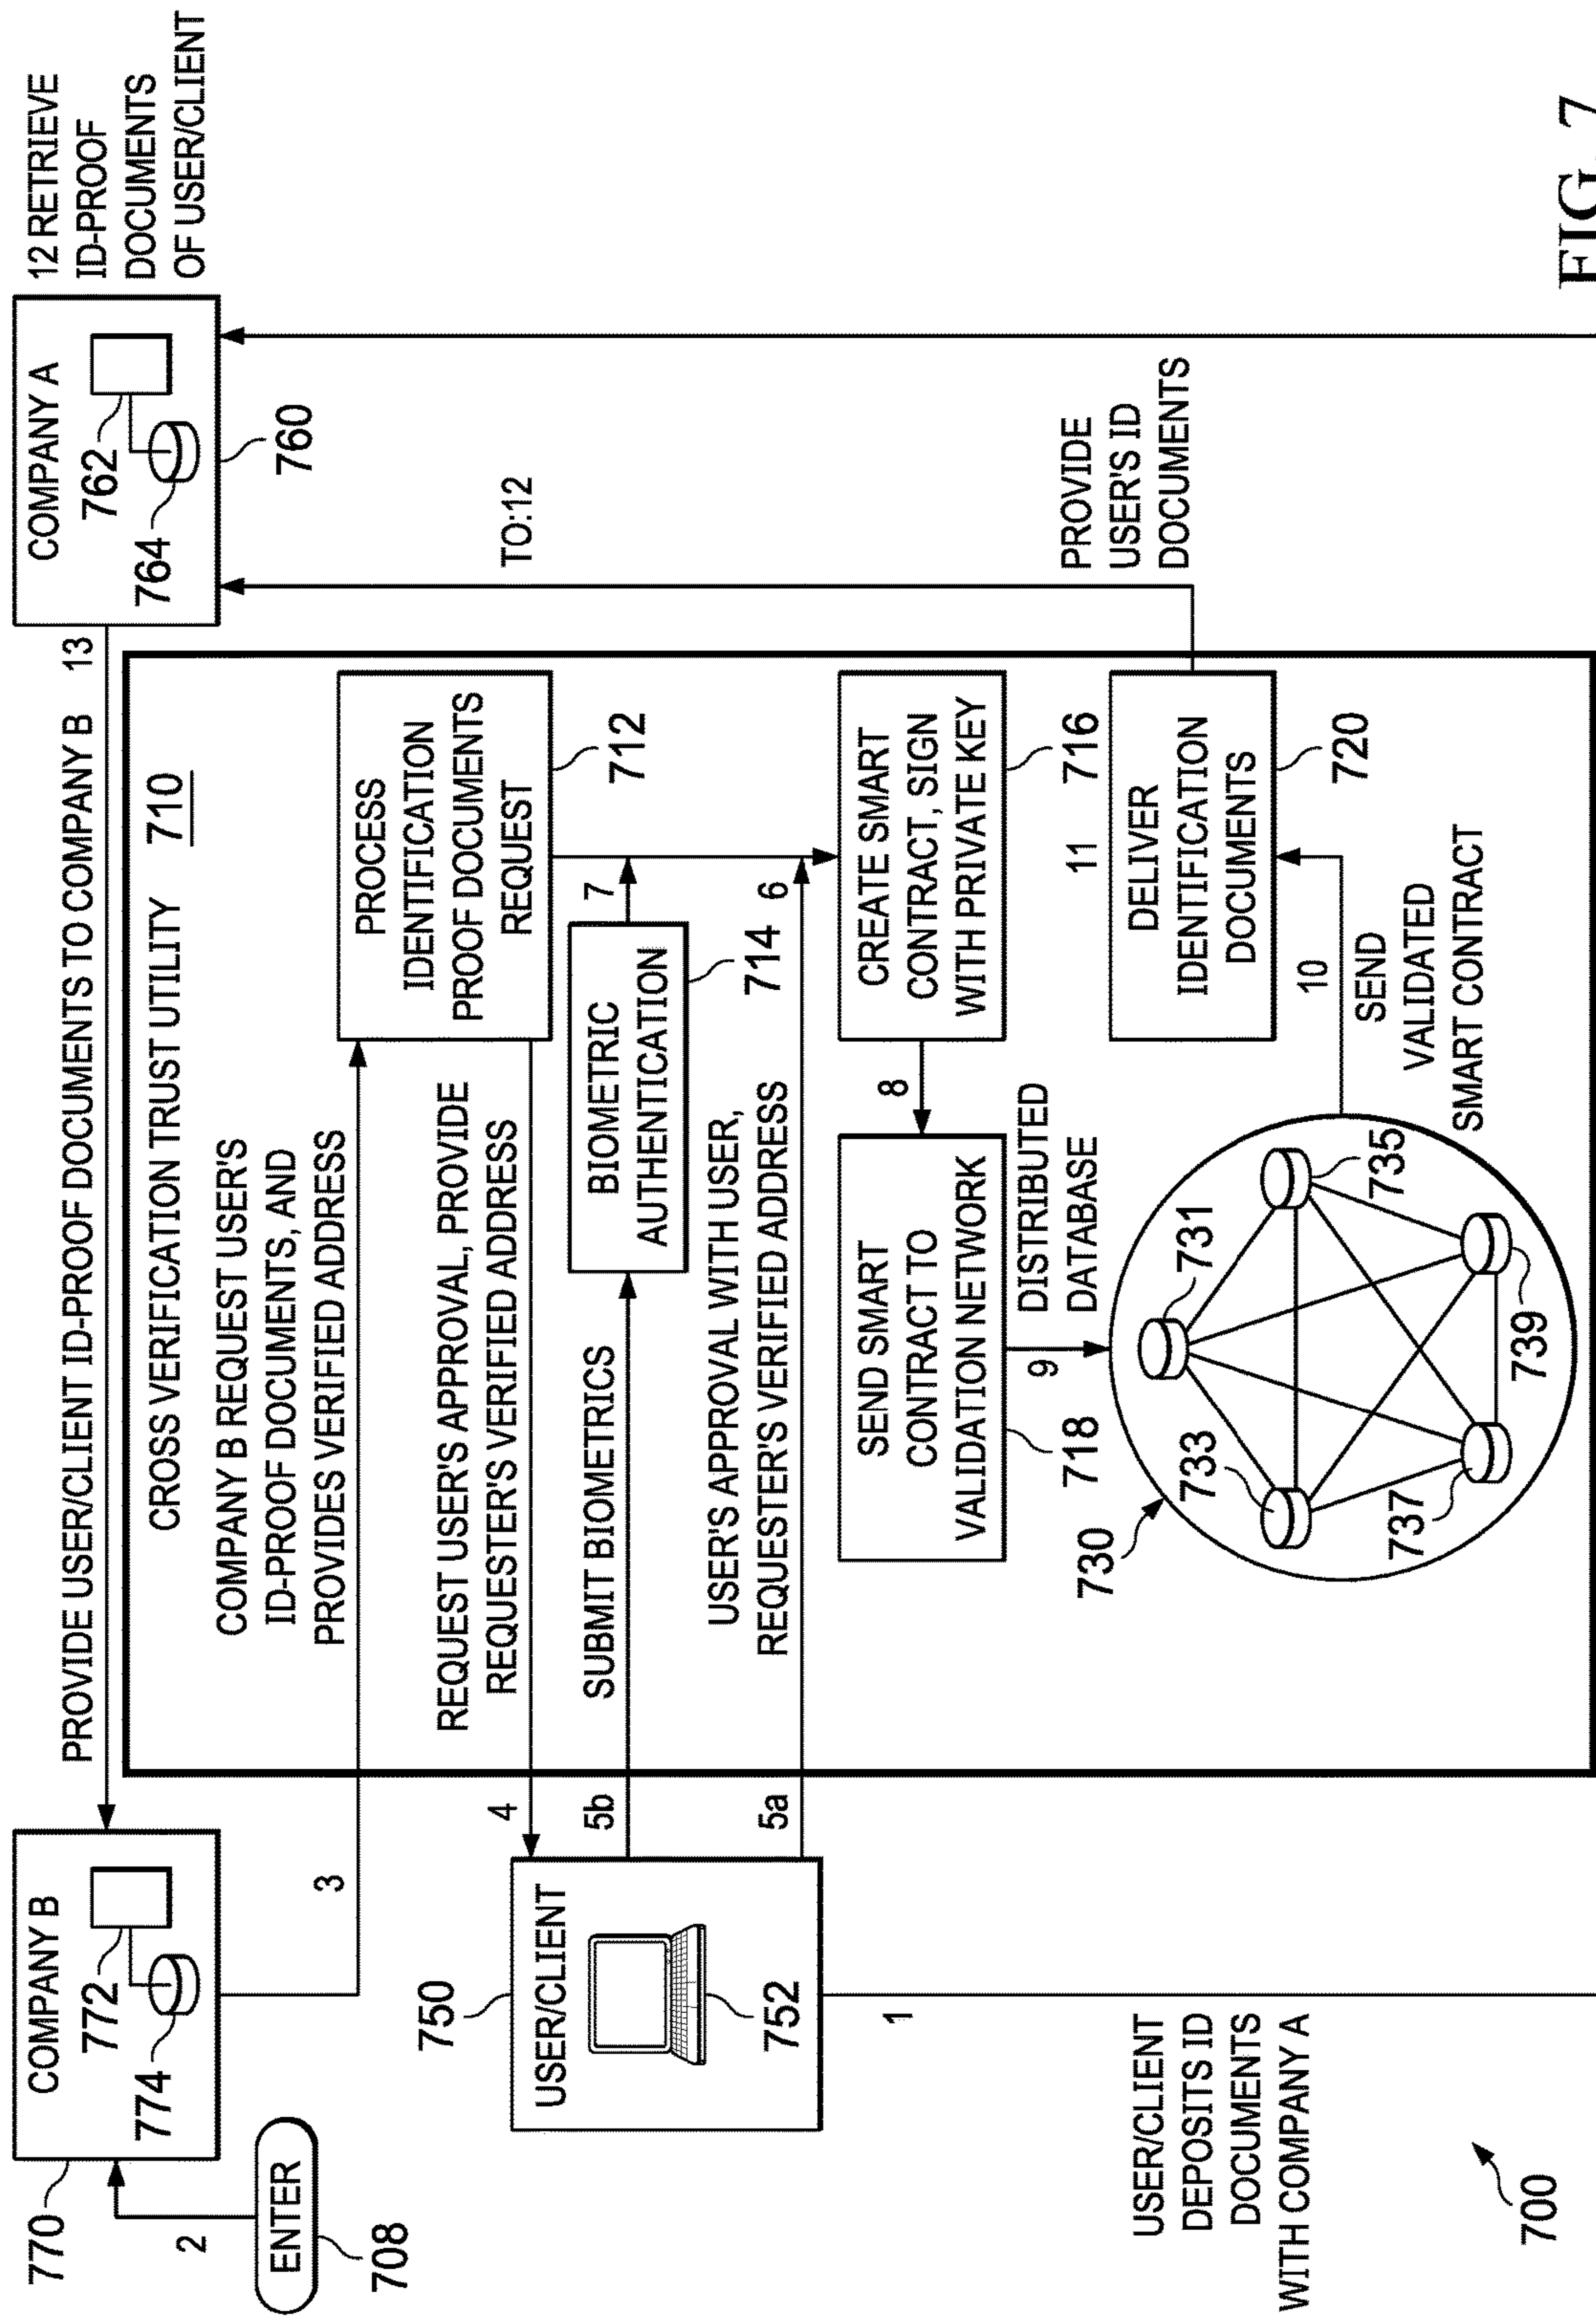 COMPANY B
772
774
770
2
ENTER
708
PROVIDE USER/CLIENT ID-PROOF DOCUMENTS TO COMPANY B
13
COMPANY A
762
764
760
12 RETRIEVE
ID-PROOF
DOCUMENTS
OF USER/CLIENT
CROSS VERIFICATION TRUST UTILITY 710
3
COMPANY B REQUEST USER'S
ID-PROOF DOCUMENTS, AND
PROVIDES VERIFIED ADDRESS
PROCESS
IDENTIFICATION
PROOF DOCUMENTS
REQUEST
712
4
REQUEST USER'S APPROVAL, PROVIDE
REQUESTER'S VERIFIED ADDRESS
TO:12
750
USER/CLIENT
752
5b
SUBMIT BIOMETRICS
BIOMETRIC
AUTHENTICATION
714
7
5a
USER'S APPROVAL WITH USER,
REQUESTER'S VERIFIED ADDRESS
6
CREATE SMART
CONTRACT, SIGN
WITH PRIVATE KEY
716
8
SEND SMART
CONTRACT TO
VALIDATION NETWORK
718
9
DISTRIBUTED
DATABASE
11
DELIVER
IDENTIFICATION
DOCUMENTS
720
PROVIDE
USER'S ID
DOCUMENTS
730
731
733
735
737
739
10
SEND
VALIDATED
SMART CONTRACT
1
USER/CLIENT
DEPOSITS ID
DOCUMENTS
WITH COMPANY A
700
FIG. 7